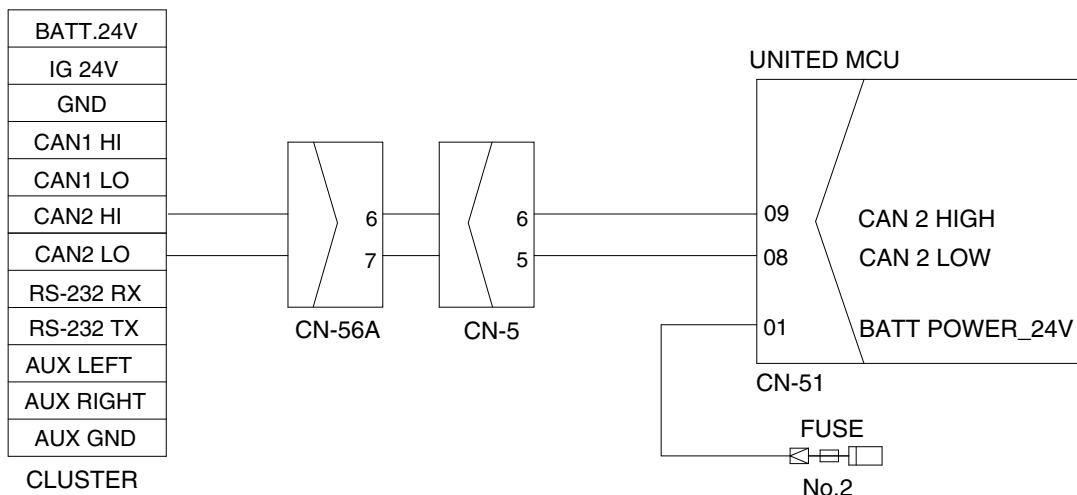 BATT.24V
IG 24V
GND
CAN1 HI
CAN1 LO
CAN2 HI
CAN2 LO
RS-232 RX
RS-232 TX
AUX LEFT
AUX RIGHT
AUX GND
CLUSTER
6
7
CN-56A
6
5
CN-5
UNITED MCU
09 CAN 2 HIGH
08 CAN 2 LOW
01 BATT POWER_24V
CN-51
FUSE
No.2